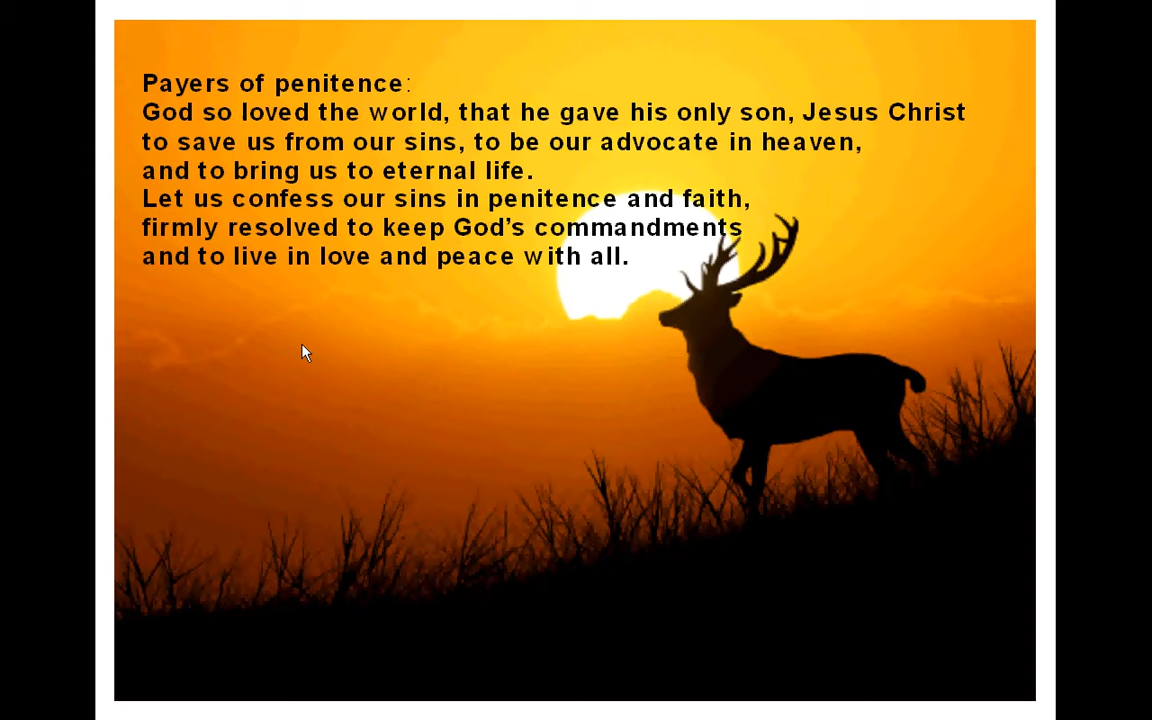 Payers of penitence:
God so loved the world, that he gave his only son, Jesus Christ
to save us from our sins, to be our advocate in heaven,
and to bring us to eternal life.
Let us confess our sins in penitence and faith,
firmly resolved to keep God’s commandments
and to live in love and peace with all.